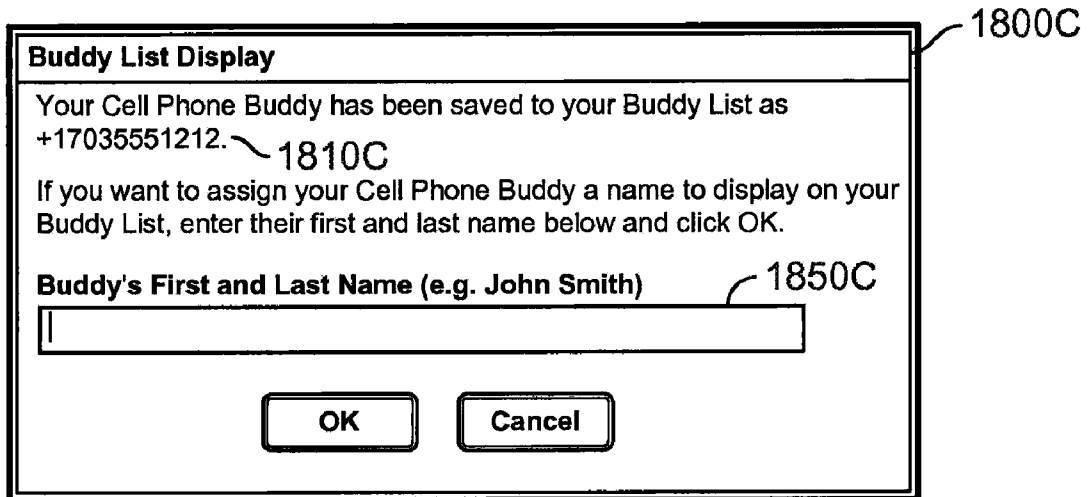 1800C
Buddy List Display
Your Cell Phone Buddy has been saved to your Buddy List as
+17035551212.
1810C
If you want to assign your Cell Phone Buddy a name to display on your
Buddy List, enter their first and last name below and click OK.
Buddy's First and Last Name (e.g. John Smith)
1850C
OK
Cancel